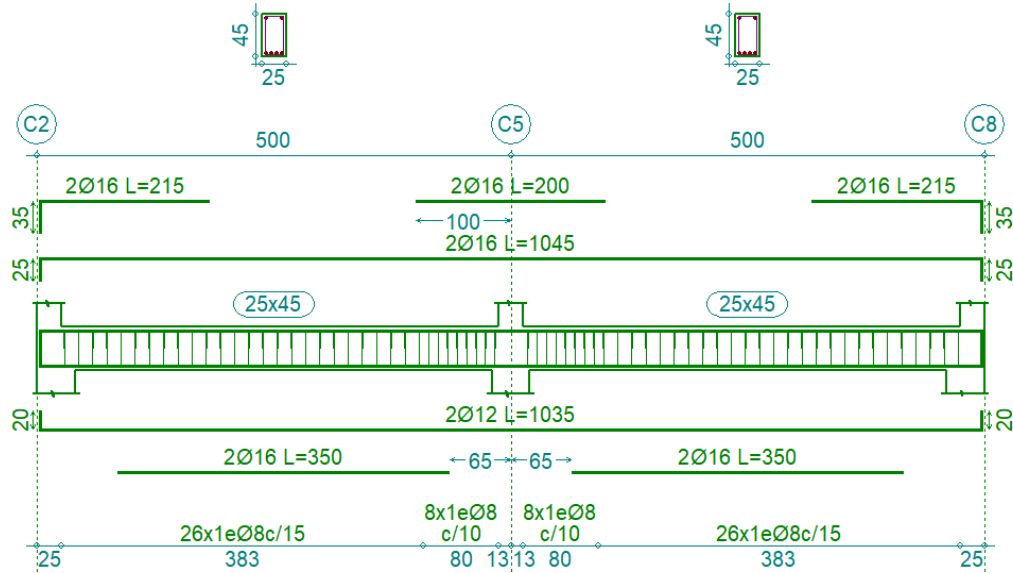 45 45
25 25
C2 C5 C8
500 500
2Ø16 L=215 2Ø16 L=200 2Ø16 L=215
35 100 35
2Ø16 L=1045
25 25
25x45 25x45
2Ø12 L=1035
20 20
2Ø16 L=350 65 65 2Ø16 L=350
8x1eØ8 8x1eØ8
26x1eØ8c/15 c/10 c/10 26x1eØ8c/15
25 383 80 13 13 80 383 25